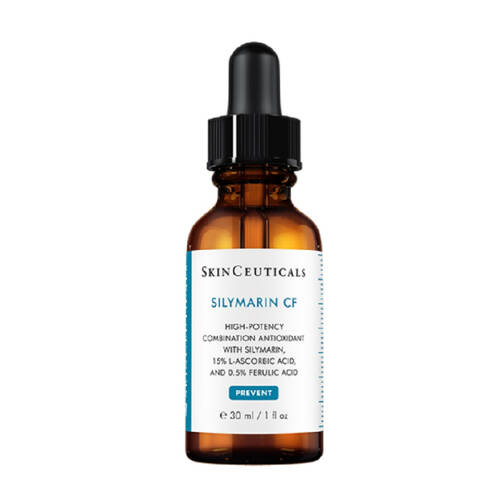 SKINCEUTICALS
SILYMARIN CF
HIGH-POTENCY
COMBINATION ANTIOXIDANT
WITH SILYMARIN,
15% L-ASCORBIC ACID,
AND 0.5% FERULIC ACID
PREVENT
℮ 30 ml / 1 fl oz